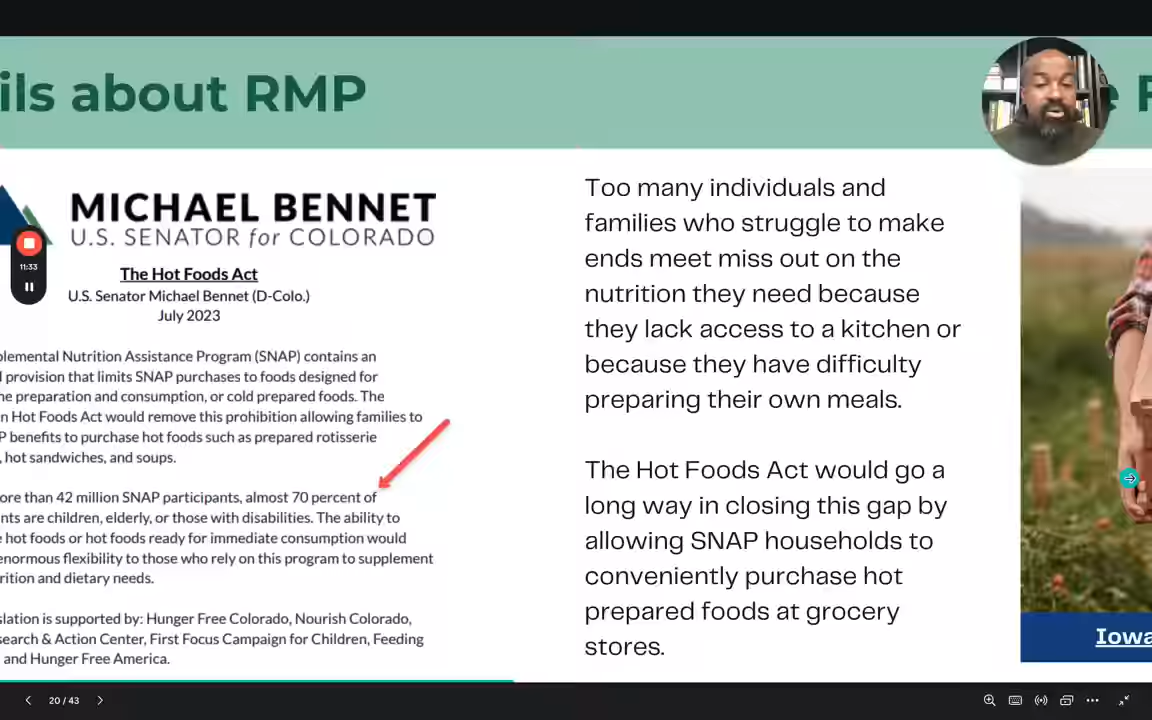 ils about RMP
MICHAEL BENNET
U.S. SENATOR for COLORADO
The Hot Foods Act
U.S. Senator Michael Bennet (D-Colo.)
July 2023
plemental Nutrition Assistance Program (SNAP) contains an
l provision that limits SNAP purchases to foods designed for
me preparation and consumption, or cold prepared foods. The
n Hot Foods Act would remove this prohibition allowing families to
P benefits to purchase hot foods such as prepared rotisserie
, hot sandwiches, and soups.
ore than 42 million SNAP participants, almost 70 percent of
nts are children, elderly, or those with disabilities. The ability to
e hot foods or hot foods ready for immediate consumption would
enormous flexibility to those who rely on this program to supplement
rition and dietary needs.
slation is supported by: Hunger Free Colorado, Nourish Colorado,
search & Action Center, First Focus Campaign for Children, Feeding
and Hunger Free America.
11:33
Too many individuals and
families who struggle to make
ends meet miss out on the
nutrition they need because
they lack access to a kitchen or
because they have difficulty
preparing their own meals.
The Hot Foods Act would go a
long way in closing this gap by
allowing SNAP households to
conveniently purchase hot
prepared foods at grocery
stores.
e F
Iowa
20 / 43